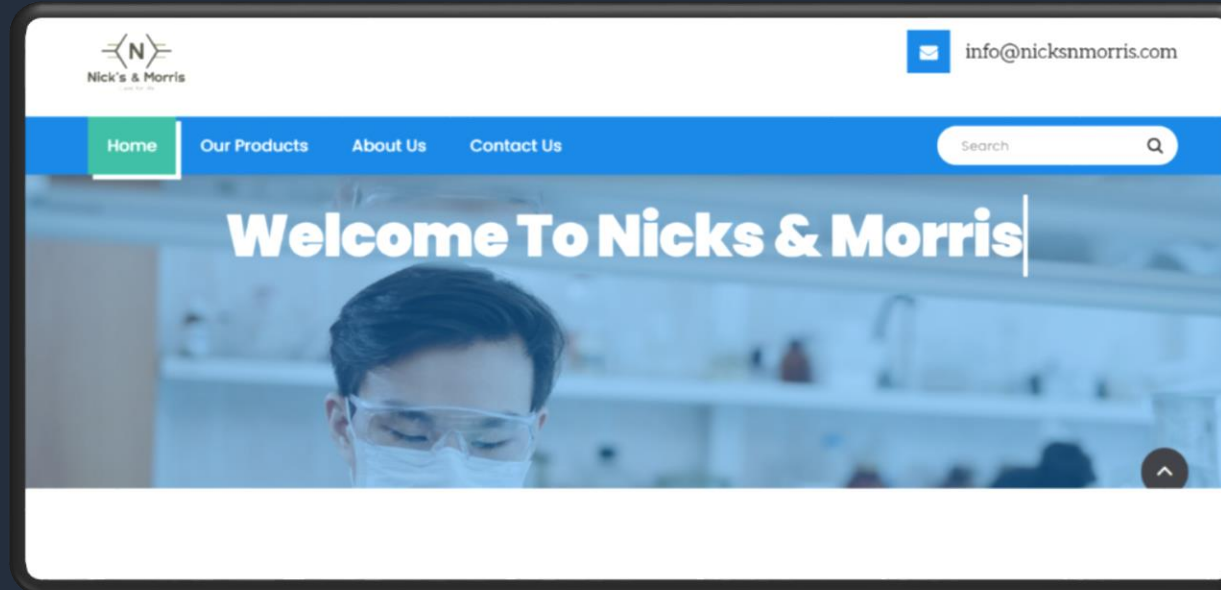 N
Nick's & Morris
info@nicksnmorris.com
Home Our Products About Us Contact Us Search
Welcome To Nicks & Morris